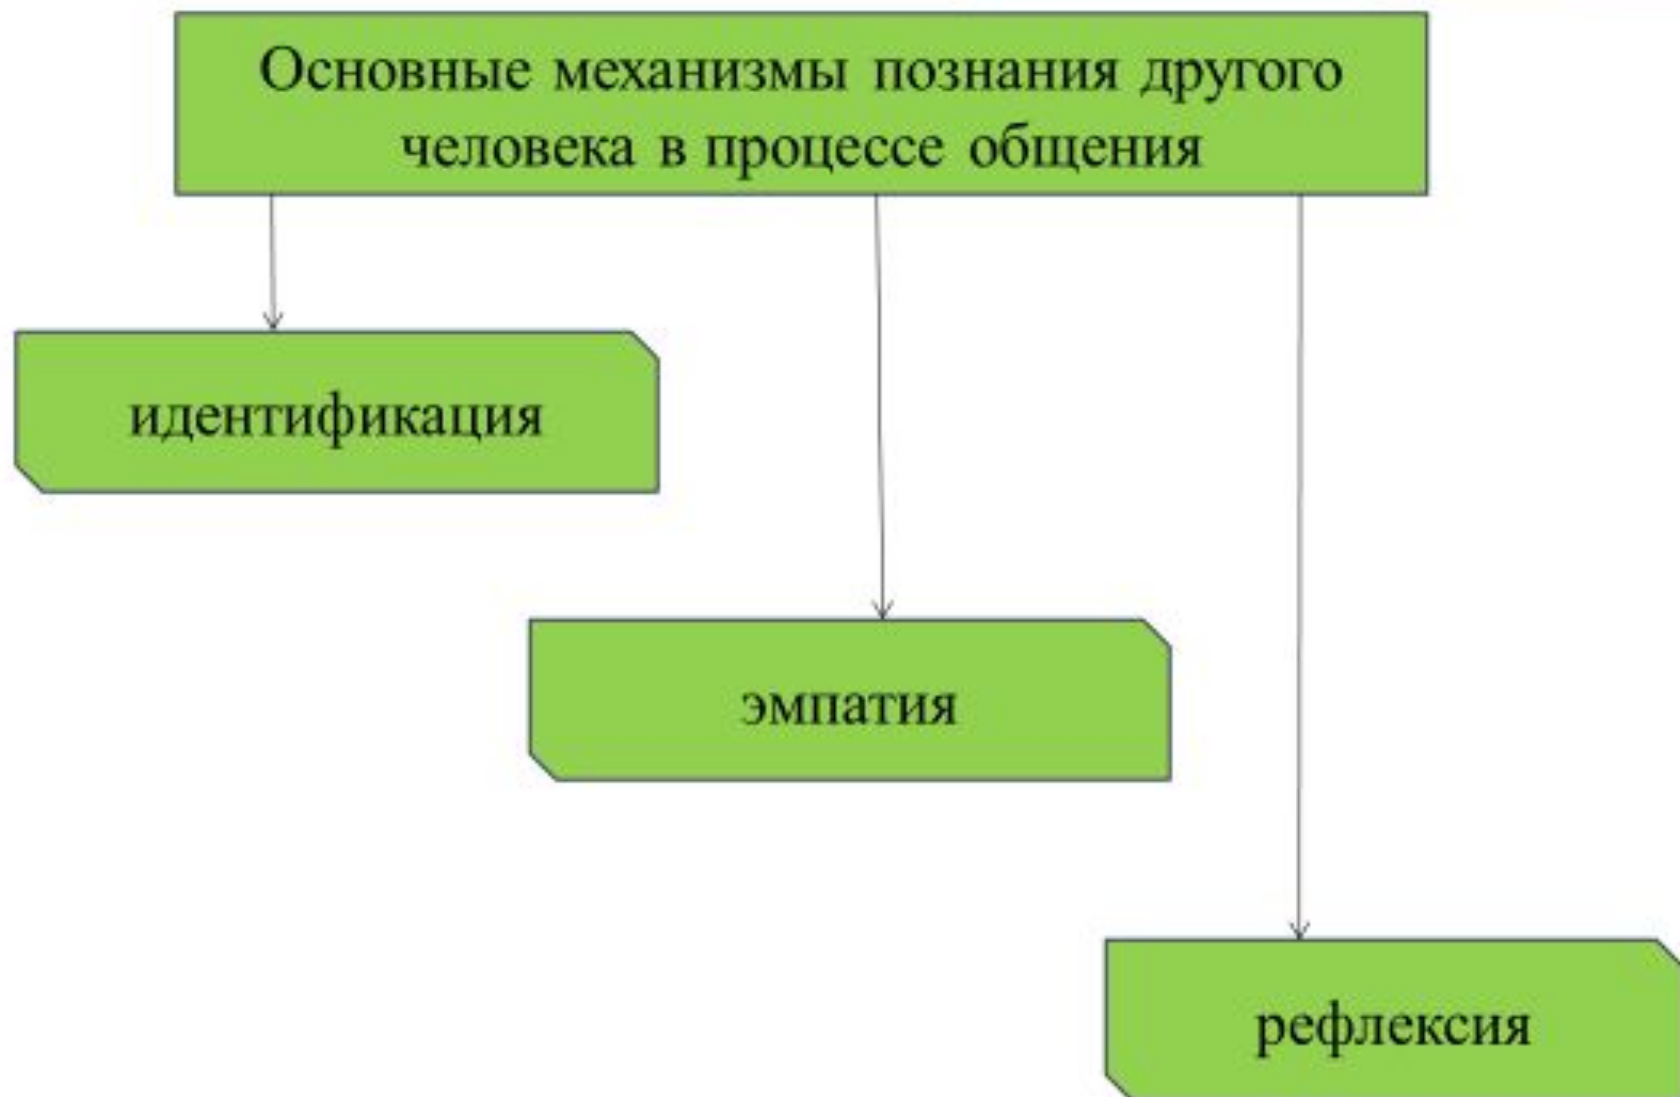 Основные механизмы познания другого
человека в процессе общения
идентификация
эмпатия
рефлексия